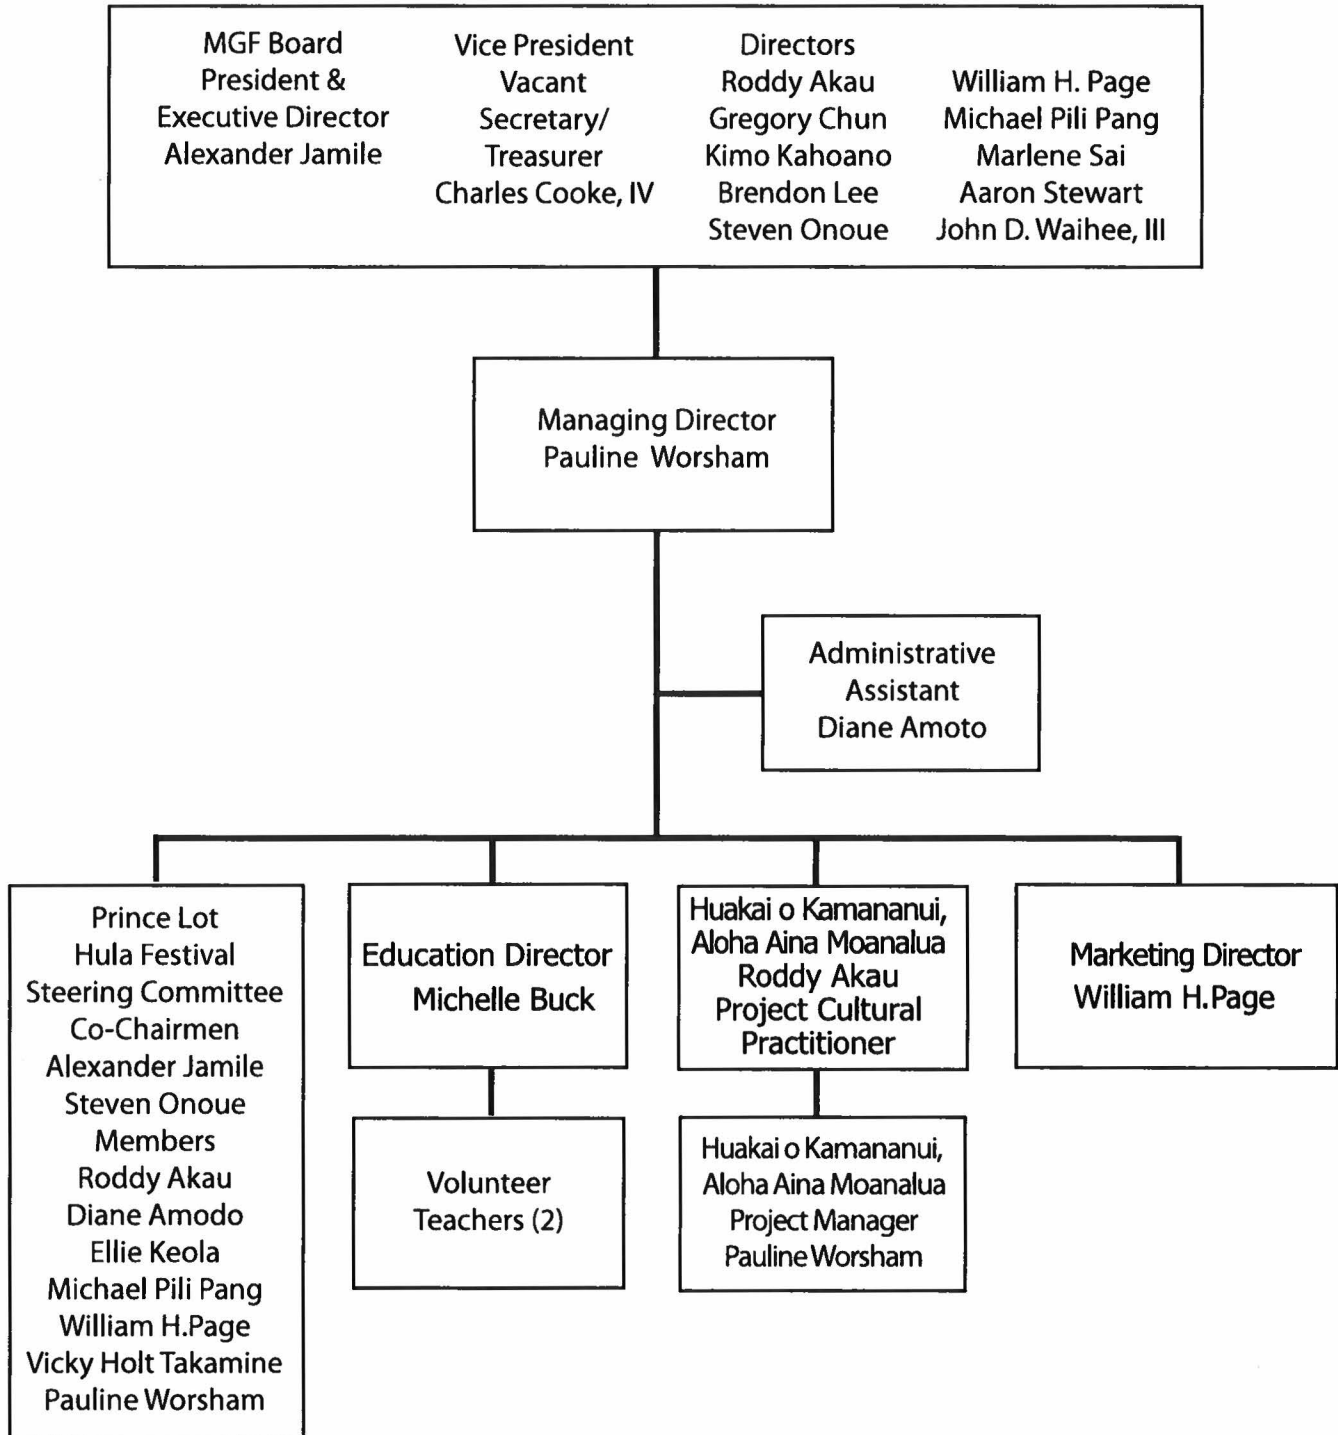 MGF Board
President &
Executive Director
Alexander Jamile
Vice President
Vacant
Secretary/
Treasurer
Charles Cooke, IV
Directors
Roddy Akau
Gregory Chun
Kimo Kahoano
Brendon Lee
Steven Onoue
William H. Page
Michael Pili Pang
Marlene Sai
Aaron Stewart
John D. Waihee, III
Managing Director
Pauline Worsham
Administrative
Assistant
Diane Amoto
Prince Lot
Hula Festival
Steering Committee
Co-Chairmen
Alexander Jamile
Steven Onoue
Members
Roddy Akau
Diane Amodo
Ellie Keola
Michael Pili Pang
William H.Page
Vicky Holt Takamine
Pauline Worsham
Education Director
Michelle Buck
Volunteer
Teachers (2)
Huakai o Kamananui,
Aloha Aina Moanalua
Roddy Akau
Project Cultural
Practitioner
Huakai o Kamananui,
Aloha Aina Moanalua
Project Manager
Pauline Worsham
Marketing Director
William H.Page